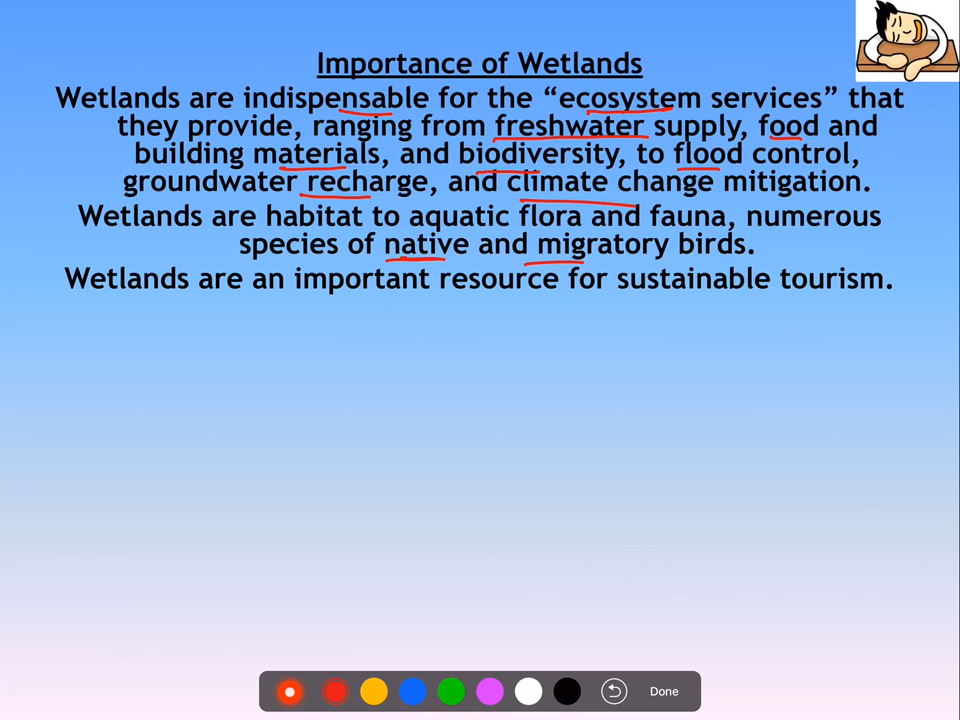 Importance of Wetlands
Wetlands are indispensable for the “ecosystem services” that
they provide, ranging from freshwater supply, food and
building materials, and biodiversity, to flood control,
groundwater recharge, and climate change mitigation.
Wetlands are habitat to aquatic flora and fauna, numerous
species of native and migratory birds.
Wetlands are an important resource for sustainable tourism.
Done